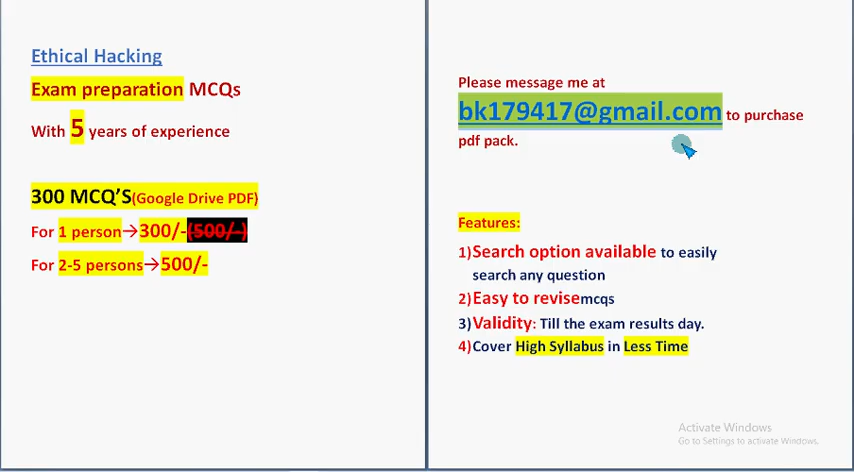 Ethical Hacking
Exam preparation MCQs
With 5 years of experience
300 MCQ'S(Google Drive PDF)
For 1 person→300/-(500/-)
For 2-5 persons→500/-
Please message me at
bk179417@gmail.com to purchase
pdf pack.
Features:
1)Search option available to easily
search any question
2)Easy to revisemcqs
3)Validity: Till the exam results day.
4)Cover High Syllabus in Less Time
Activate Windows
Go to Settings to activate Windows.